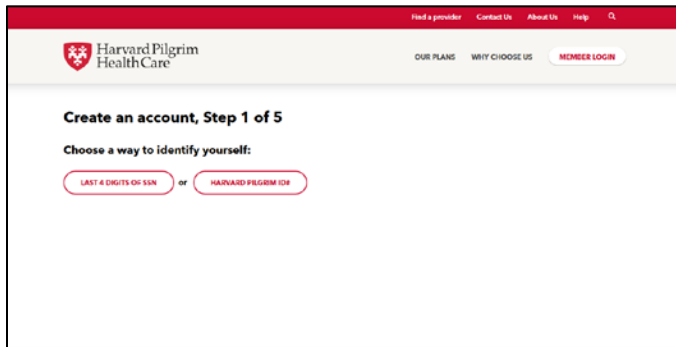 Find a provider Contact Us About Us Help
Harvard Pilgrim
HealthCare
OUR PLANS WHY CHOOSE US MEMBER LOGIN
Create an account, Step 1 of 5
Choose a way to identify yourself:
LAST 4 DIGITS OF SSN or HARVARD PILGRIM ID#